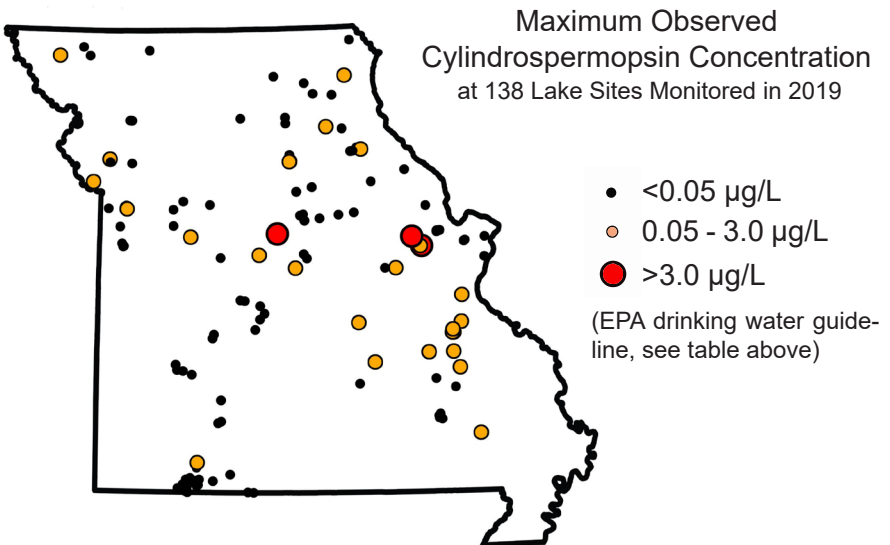 Maximum Observed
Cylindrospermopsin Concentration
at 138 Lake Sites Monitored in 2019
<0.05 µg/L
0.05 - 3.0 µg/L
>3.0 µg/L
(EPA drinking water guide-
line, see table above)